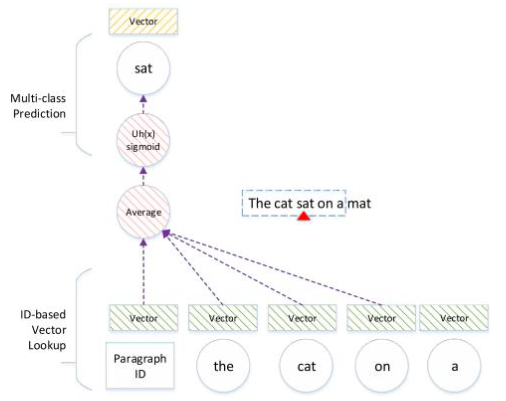 Vector
sat
Multi-class
Prediction
Uh(x)
sigmoid
Average
The cat sat on a mat
ID-based
Vector
Lookup
Vector Vector Vector Vector Vector
Paragraph
ID
the cat on a